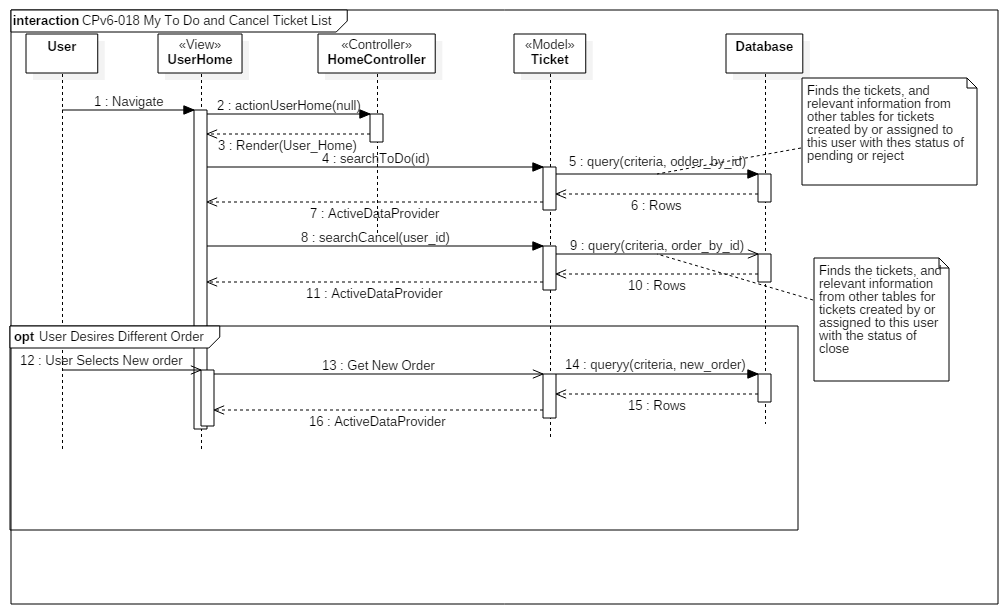 interaction CPv6-018 My To Do and Cancel Ticket List
User
«View»
UserHome
«Controller»
HomeController
«Model»
Ticket
Database
1 : Navigate
2 : actionUserHome(null)
3 : Render(User_Home)
4 : searchToDo(id)
5 : query(criteria, odder_by_id)
6 : Rows
7 : ActiveDataProvider
Finds the tickets, and
relevant information from
other tables for tickets
created by or assigned to
this user with thes status of
pending or reject
8 : searchCancel(user_id)
9 : query(criteria, order_by_id)
10 : Rows
11 : ActiveDataProvider
Finds the tickets, and
relevant information
from other tables for
tickets created by or
assigned to this user
with the status of
close
opt User Desires Different Order
12 : User Selects New order
13 : Get New Order
14 : queryy(criteria, new_order)
15 : Rows
16 : ActiveDataProvider